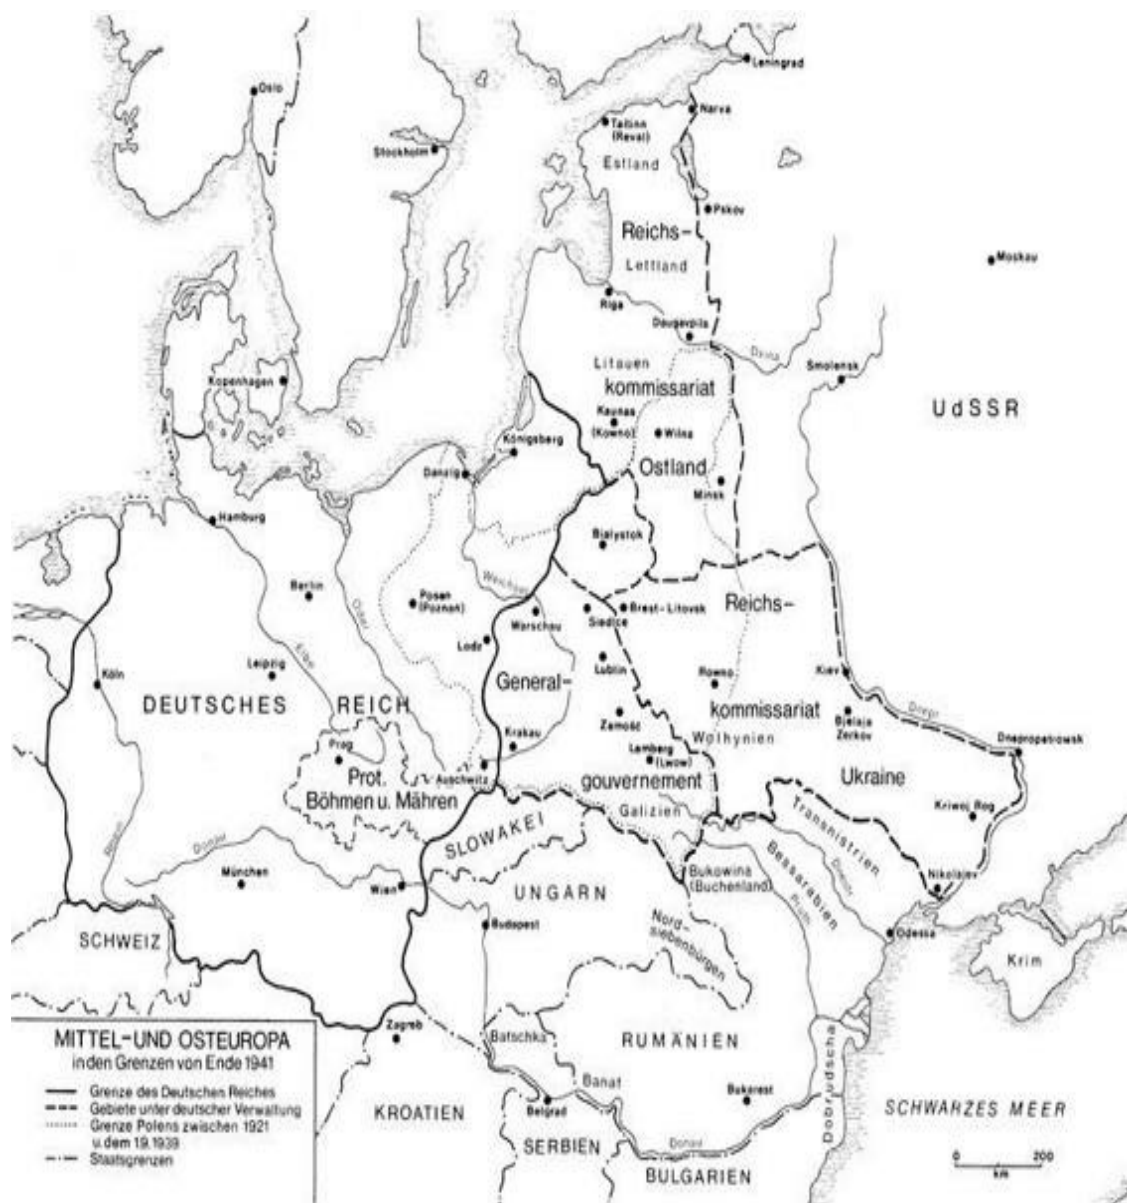 Leningrad
Oslo
Narva
Tallinn
(Reval)
Stockholm
Estland
Pskov
Reichs-
Moskau
Lettland
Riga
Daugavpils
Düna
Litauen
Smolensk
Kopenhagen
kommissariat
UdSSR
Kaunas
(Kowno)
Wilna
Königsberg
Danzig
Ostland
Minsk
Hamburg
Bialystok
Weichsel
Berlin
Oder
Posen
(Poznan)
Warschau
Siedlce
Brest-Litovsk
Reichs-
Elbe
Lodz
Leipzig
Lublin
Köln
General-
Rowno
Kiev
DEUTSCHES REICH
Zamość
kommissariat
Bjelaja
Zerkov
Dnepr
Krakau
Wolhynien
Dnepropetrowsk
Prag
Lemberg
(Lwow)
Auschwitz
Prot.
Böhmen u. Mähren
gouvernement
Ukraine
Galizien
Kriwoj Rog
Transnistrien
SLOWAKEI
Rhein
Donau
Bessarabien
Dnjestr
München
Wien
UNGARN
Bukowina
(Buchenland)
Pruth
Nikolajev
Budapest
Nord-
siebenbürgen
Odessa
SCHWEIZ
Krim
Zagreb
Batschka
RUMÄNIEN
Dobrudscha
Banat
Bukarest
Belgrad
KROATIEN
SCHWARZES MEER
SERBIEN
Donau
BULGARIEN
0 200
km
MITTEL-UND OSTEUROPA
in den Grenzen von Ende 1941
Grenze des Deutschen Reiches
Gebiete unter deutscher Verwaltung
Grenze Polens zwischen 1921
u. dem 1.9.1939
Staatsgrenzen